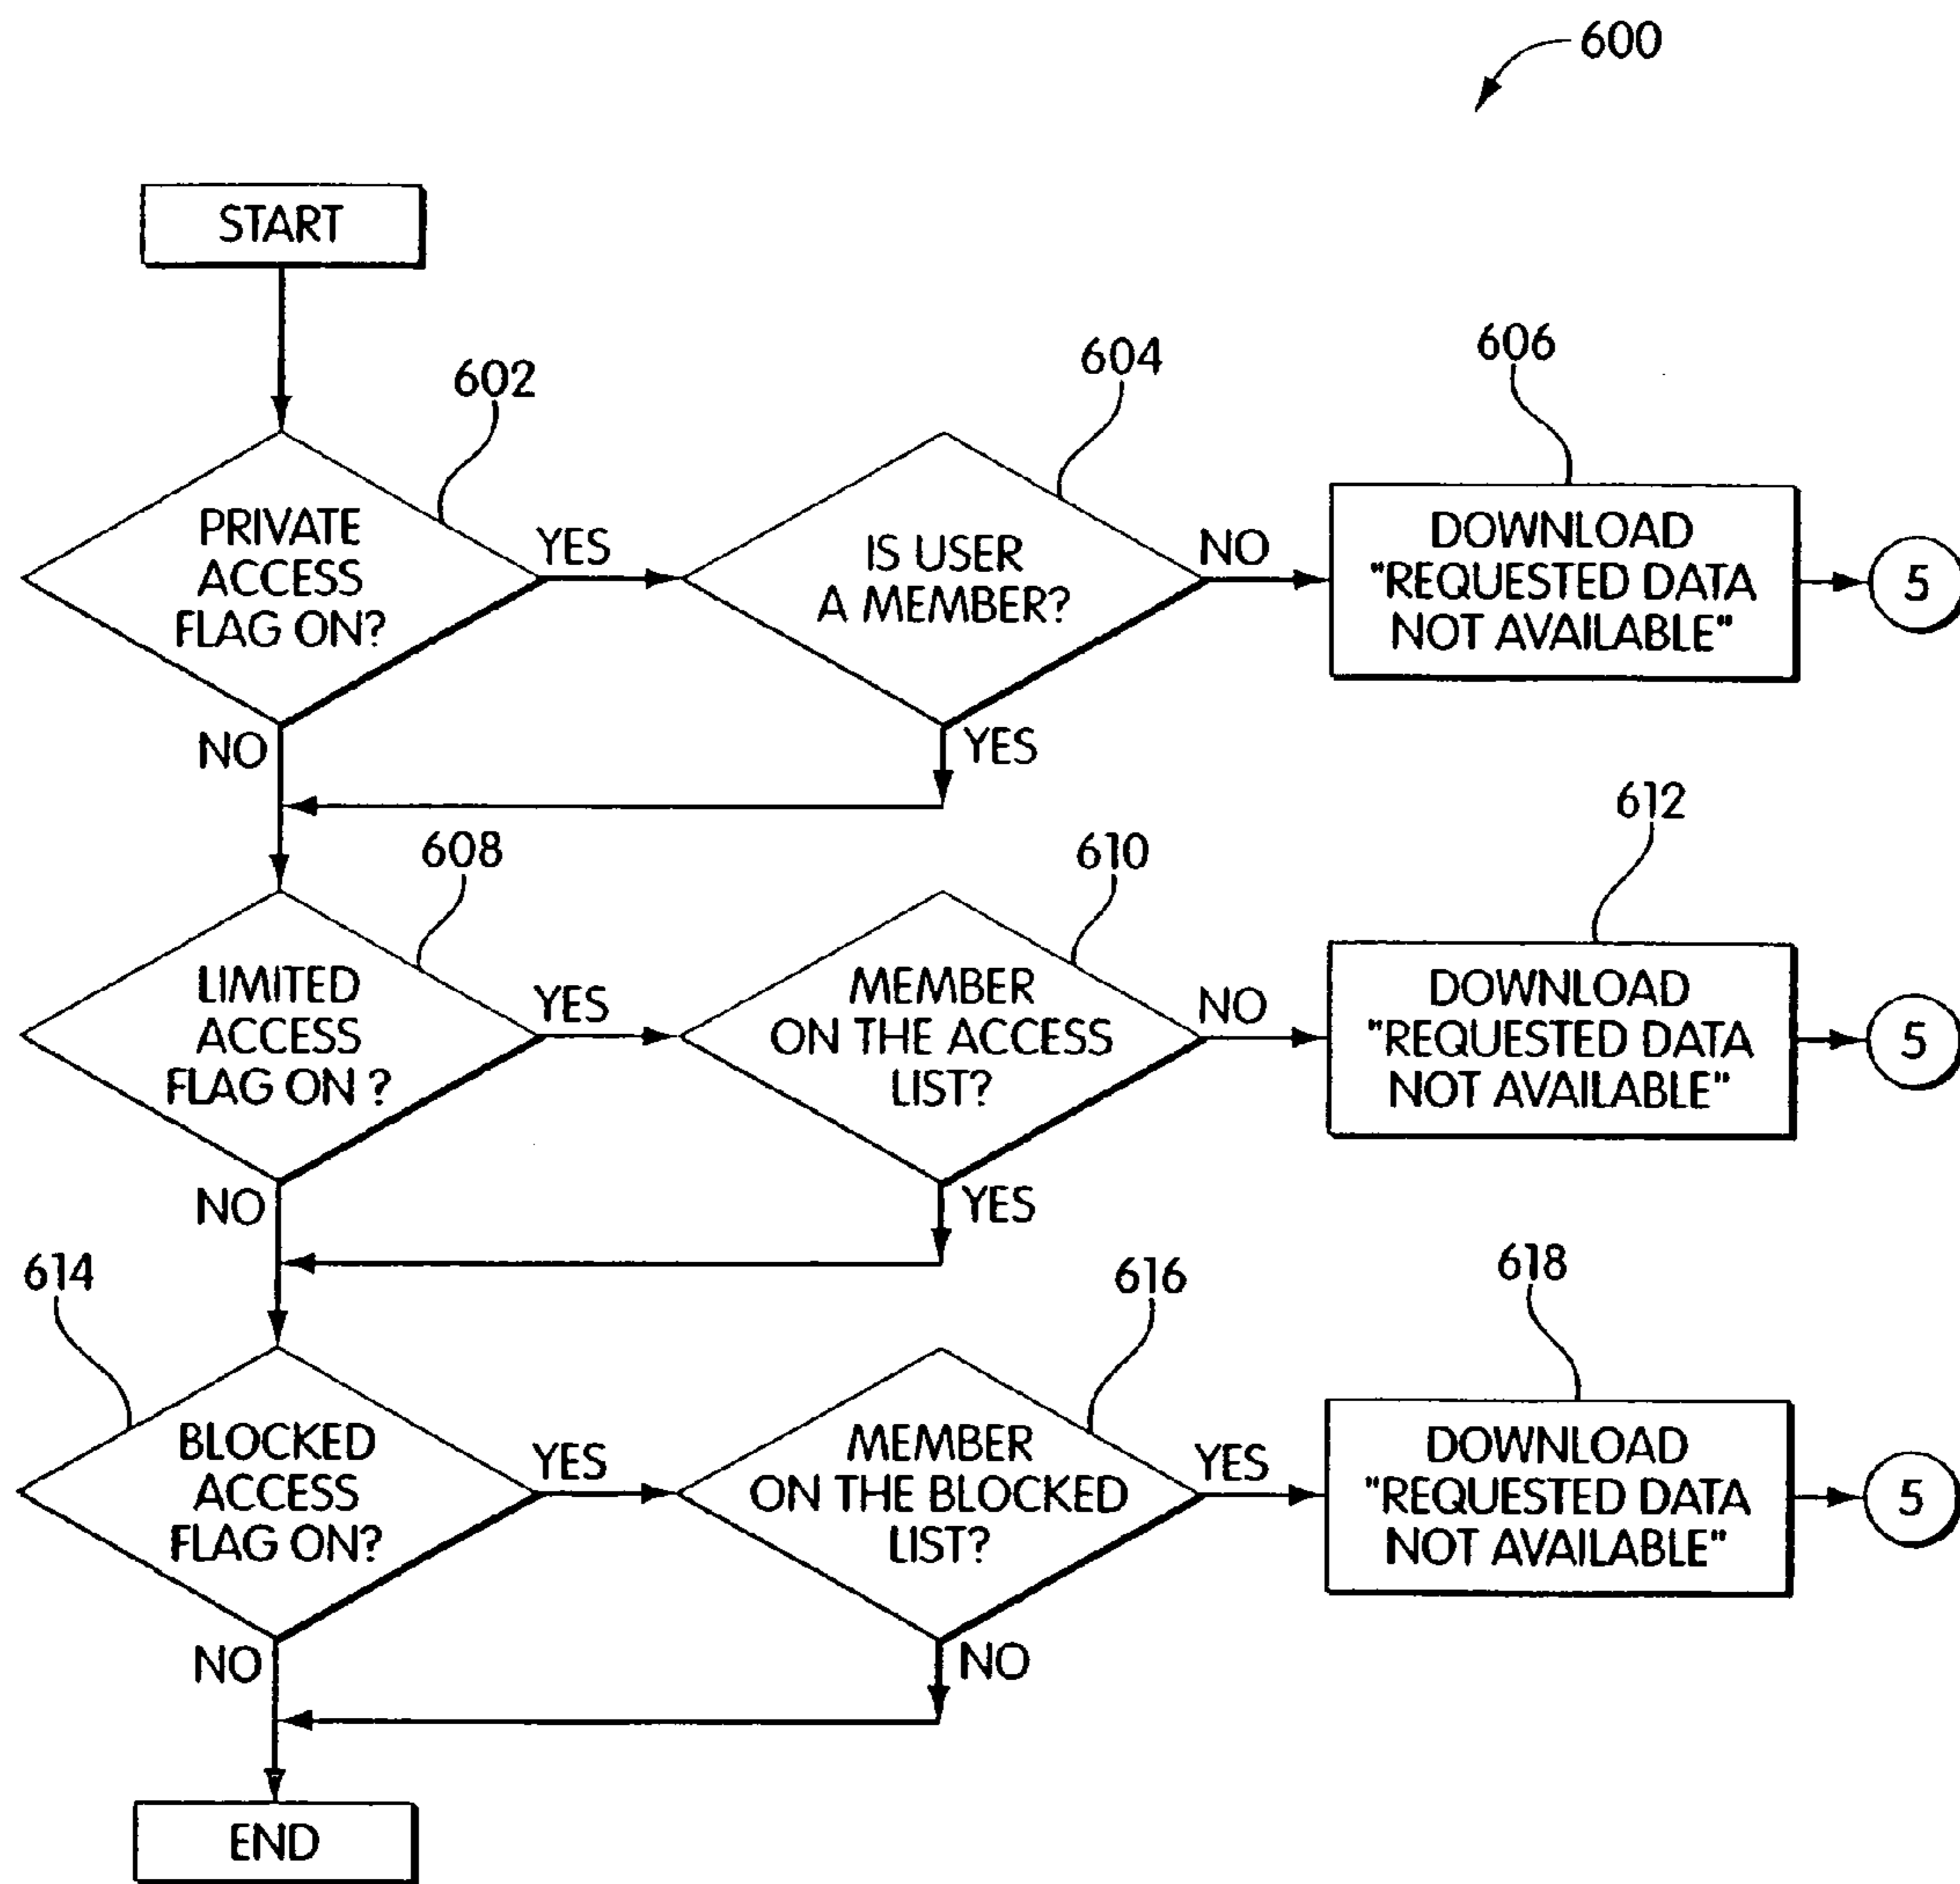 600
START
602
604
606
PRIVATE
ACCESS
FLAG ON?
YES
IS USER
A MEMBER?
NO
DOWNLOAD
"REQUESTED DATA
NOT AVAILABLE"
5
NO
YES
608
610
612
LIMITED
ACCESS
FLAG ON ?
YES
MEMBER
ON THE ACCESS
LIST?
NO
DOWNLOAD
"REQUESTED DATA
NOT AVAILABLE"
5
NO
YES
614
616
618
BLOCKED
ACCESS
FLAG ON?
YES
MEMBER
ON THE BLOCKED
LIST?
YES
DOWNLOAD
"REQUESTED DATA
NOT AVAILABLE"
5
NO
NO
END